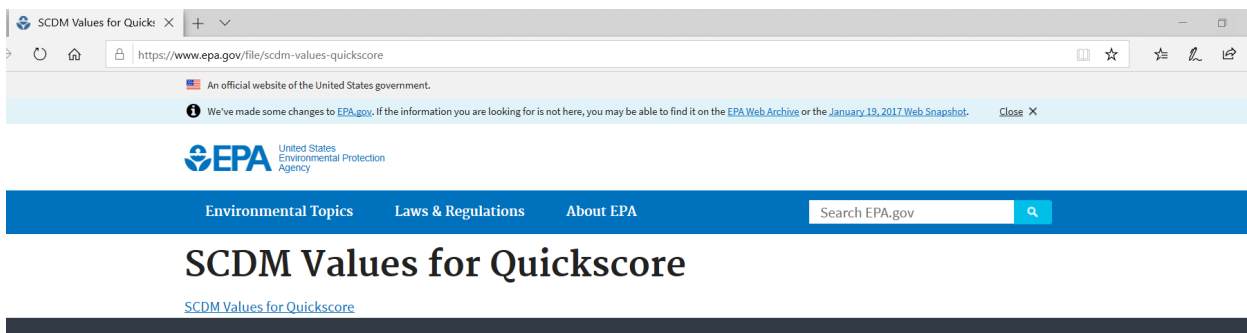 SCDM Values for Quicks
https://www.epa.gov/file/scdm-values-quickscore
An official website of the United States government.
We've made some changes to EPA.gov. If the information you are looking for is not here, you may be able to find it on the EPA Web Archive or the January 19, 2017 Web Snapshot. Close X
EPA United States
Environmental Protection
Agency
Environmental Topics Laws & Regulations About EPA Search EPA.gov
SCDM Values for Quickscore
SCDM Values for Quickscore